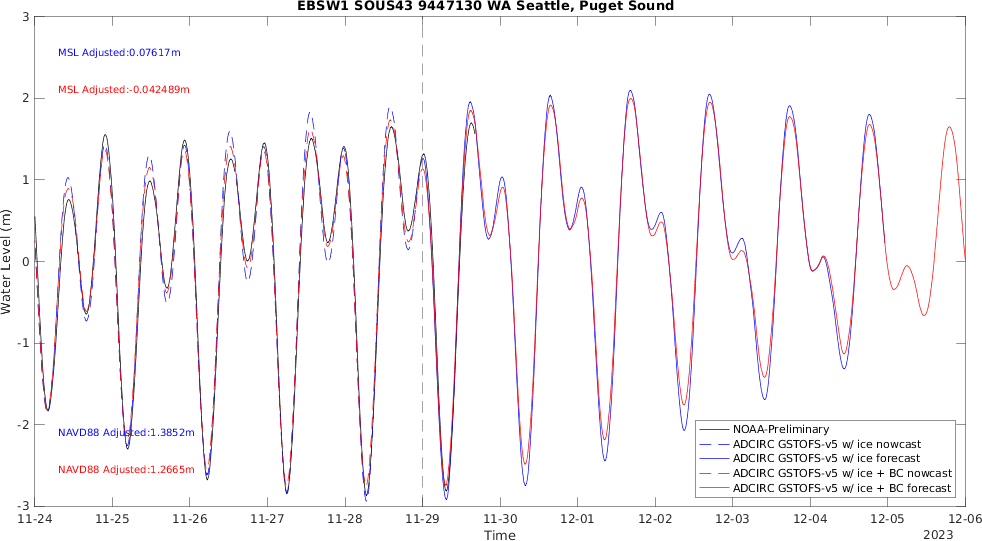 EBSW1 SOUS43 9447130 WA Seattle, Puget Sound
3
2
1
0
-1
-2
-3
Water Level (m)
MSL Adjusted:0.07617m
MSL Adjusted:-0.042489m
NAVD88 Adjusted:1.3852m
NAVD88 Adjusted:1.2665m
NOAA-Preliminary
ADCIRC GSTOFS-v5 w/ ice nowcast
ADCIRC GSTOFS-v5 w/ ice forecast
ADCIRC GSTOFS-v5 w/ ice + BC nowcast
ADCIRC GSTOFS-v5 w/ ice + BC forecast
11-24 11-25 11-26 11-27 11-28 11-29 11-30 12-01 12-02 12-03 12-04 12-05 12-06
Time 2023